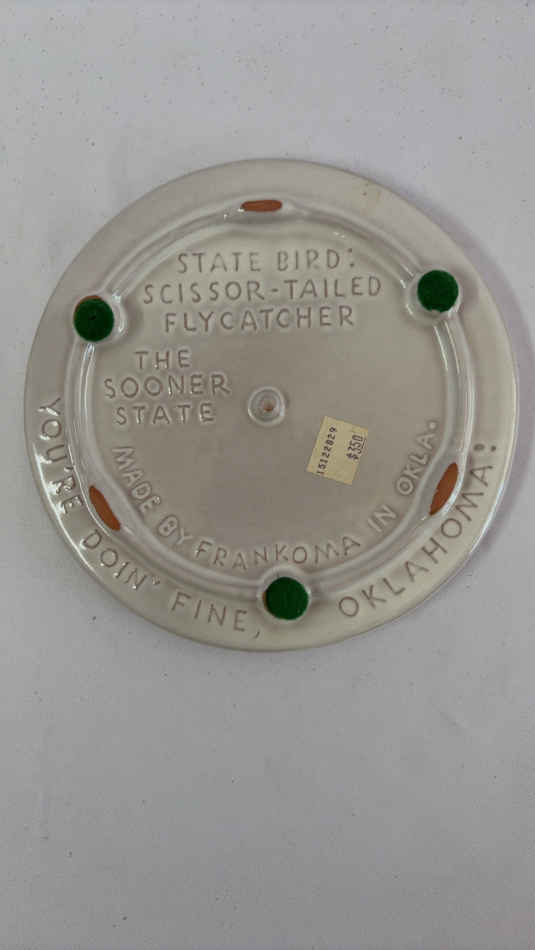 STATE BIRD:
SCISSOR-TAILED
FLYCATCHER
THE
SOONER
STATE
MADE BY FRANKOMA IN OKLA.
YOU'RE DOIN' FINE, OKLAHOMA!
15122829
$350